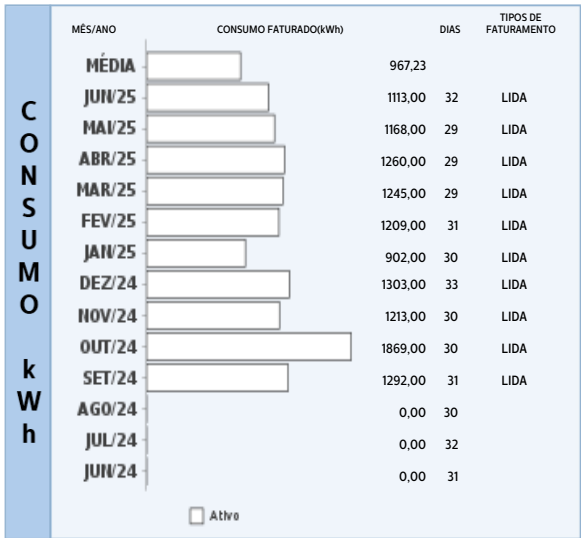 MÊS/ANO CONSUMO FATURADO(kWh) DIAS TIPOS DE FATURAMENTO
CONSUMO kWh
MÉDIA 967,23
JUN/25 1113,00 32 LIDA
MAI/25 1168,00 29 LIDA
ABR/25 1260,00 29 LIDA
MAR/25 1245,00 29 LIDA
FEV/25 1209,00 31 LIDA
JAN/25 902,00 30 LIDA
DEZ/24 1303,00 33 LIDA
NOV/24 1213,00 30 LIDA
OUT/24 1869,00 30 LIDA
SET/24 1292,00 31 LIDA
AGO/24 0,00 30
JUL/24 0,00 32
JUN/24 0,00 31
Ativo